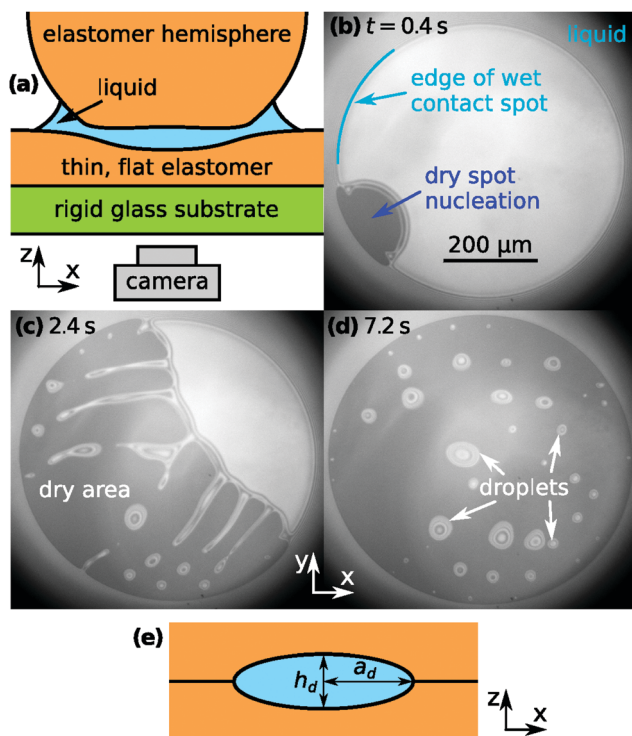 elastomer hemisphere
(a)
liquid
thin, flat elastomer
rigid glass substrate
z
x
camera
(b) t = 0.4 s
liquid
edge of wet
contact spot
dry spot
nucleation
200 µm
(c) 2.4 s
dry area
y
x
(d) 7.2 s
droplets
(e)
h_d
a_d
z
x